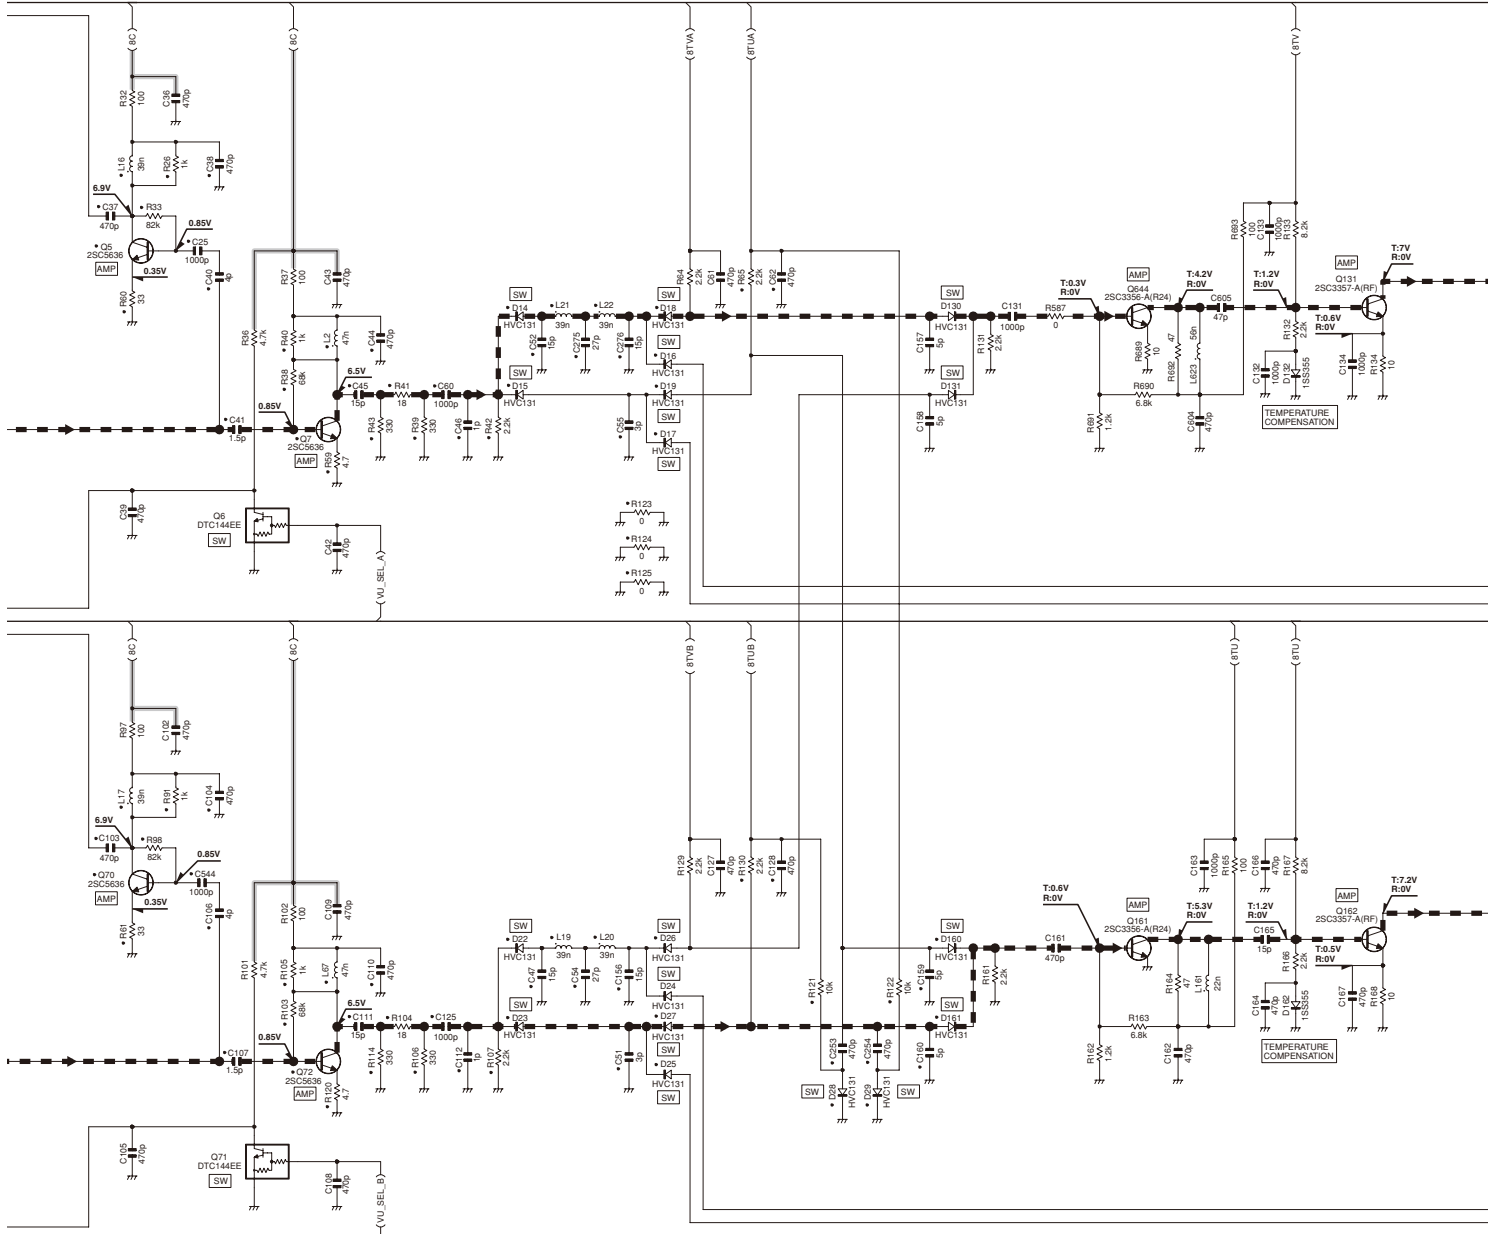 8C
8C
8TVA
8TUA
8TV
R32
100
C36
470p
L16
39n
R26
1k
C38
470p
6.9V
C37
470p
R33
82k
0.85V
C25
1000p
Q5
2SC5636
AMP
0.35V
C40
4p
R60
33
R36
4.7k
R37
100
C43
470p
R40
1k
L2
47n
C44
470p
R38
68k
6.5V
C45
15p
R41
18
C60
1000p
0.85V
C41
1.5p
Q7
2SC5636
AMP
R59
4.7
R43
330
R39
330
C46
1p
R42
2.2k
SW
D14
HVC131
L21
39n
L22
39n
SW
D18
HVC131
C52
15p
C275
27p
C276
15p
D16
HVC131
SW
D15
HVC131
SW
D19
HVC131
SW
C55
3p
D17
HVC131
SW
R64
2.2k
C61
470p
R65
2.2k
C62
470p
SW
D130
HVC131
C131
1000p
R587
0
C157
5p
R131
2.2k
SW
D131
HVC131
C158
5p
T:0.3V
R:0V
AMP
Q644
2SC3356-A(R24)
T:4.2V
R:0V
C605
47p
R689
10
R692
47
L623
56n
R690
6.8k
R691
1.2k
C604
470p
R693
100
C133
1000p
R133
8.2k
T:1.2V
R:0V
AMP
Q131
2SC3357-A(RF)
T:7V
R:0V
T:0.6V
R:0V
R132
2.2k
C132
1000p
D132
1SS355
C134
1000p
R134
10
TEMPERATURE
COMPENSATION
C39
470p
Q6
DTC144EE
SW
C42
470p
VU_SEL_A
R123
0
R124
0
R125
0
8C
8C
8TVB
8TUB
8TU
8TU
R97
100
C102
470p
L17
39n
R91
1k
C104
470p
6.9V
C103
470p
R98
82k
0.85V
C544
1000p
Q70
2SC5636
AMP
0.35V
C106
4p
R61
33
R101
4.7k
R102
100
C109
470p
R105
1k
L67
47n
C110
470p
R103
68k
6.5V
C111
15p
R104
18
C125
1000p
0.85V
C107
1.5p
Q72
2SC5636
AMP
R120
4.7
R114
330
R106
330
C112
1p
R107
2.2k
SW
D22
HVC131
L19
39n
L20
39n
SW
D26
HVC131
C47
15p
C54
27p
C156
15p
SW
D24
HVC131
SW
D23
HVC131
D27
HVC131
SW
C51
3p
D25
HVC131
SW
R129
2.2k
C127
470p
R130
2.2k
C128
470p
R121
10k
R122
10k
C253
470p
C254
470p
SW
D28
HVC131
D29
HVC131
SW
SW
D160
HVC131
C159
5p
R161
2.2k
SW
D161
HVC131
C160
5p
C161
470p
T:0.6V
R:0V
AMP
Q161
2SC3356-A(R24)
T:5.3V
R:0V
C165
15p
R164
47
L161
22n
R163
6.8k
R162
1.2k
C162
470p
C163
1000p
R165
100
C166
470p
R167
8.2k
T:1.2V
R:0V
AMP
Q162
2SC3357-A(RF)
T:7.2V
R:0V
T:0.5V
R:0V
R166
2.2k
C164
470p
D162
1SS355
C167
470p
R168
10
TEMPERATURE
COMPENSATION
C105
470p
Q71
DTC144EE
SW
C108
470p
VU_SEL_B